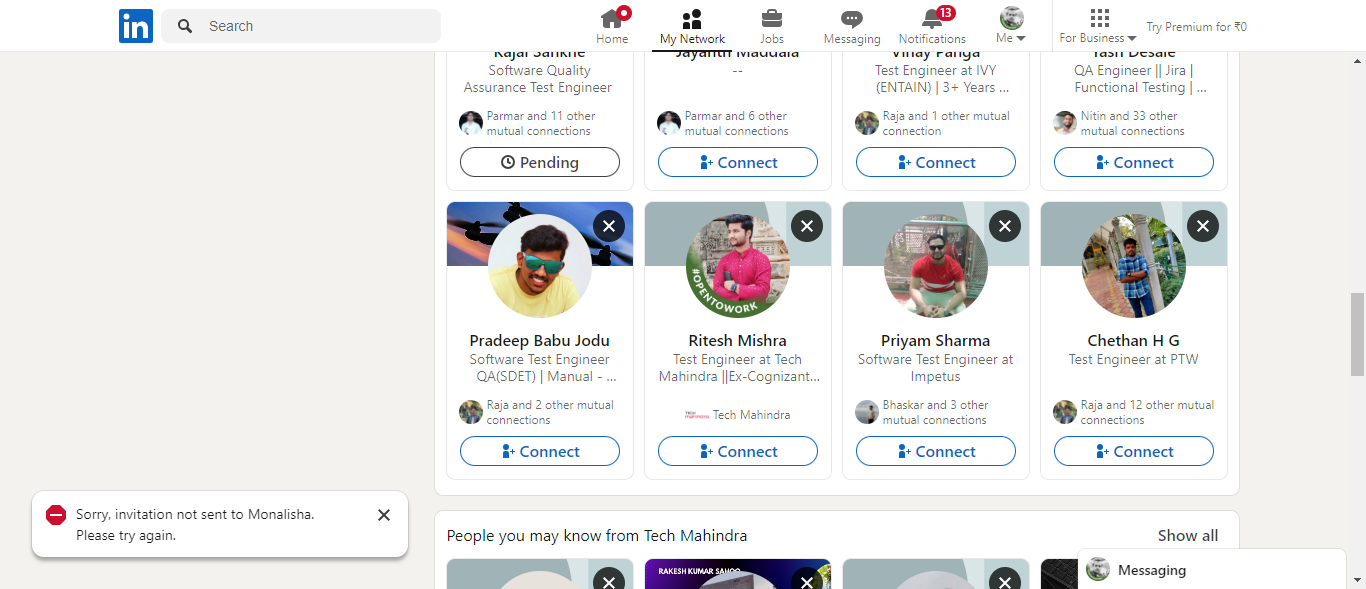 in
Search
Home
My Network
Jobs
Messaging
13
Notifications
Me
For Business
Try Premium for ₹0
Rajal Sankhe
Software Quality
Assurance Test Engineer
Parmar and 11 other
mutual connections
Pending
Jayanth Maddala
--
Parmar and 6 other
mutual connections
Connect
Vinay Panga
Test Engineer at IVY
(ENTAIN) | 3+ Years ...
Raja and 1 other mutual
connection
Connect
Yash Desale
QA Engineer || Jira |
Functional Testing | ...
Nitin and 33 other
mutual connections
Connect
Pradeep Babu Jodu
Software Test Engineer
QA(SDET) | Manual - ...
Raja and 2 other mutual
connections
Connect
#OPENTOWORK
Ritesh Mishra
Test Engineer at Tech
Mahindra ||Ex-Cognizant...
Tech Mahindra
Connect
Priyam Sharma
Software Test Engineer at
Impetus
Bhaskar and 3 other
mutual connections
Connect
Chethan H G
Test Engineer at PTW
Raja and 12 other mutual
connections
Connect
Sorry, invitation not sent to Monalisha.
Please try again.
People you may know from Tech Mahindra
Show all
RAKESH KUMAR SAHOO
Messaging